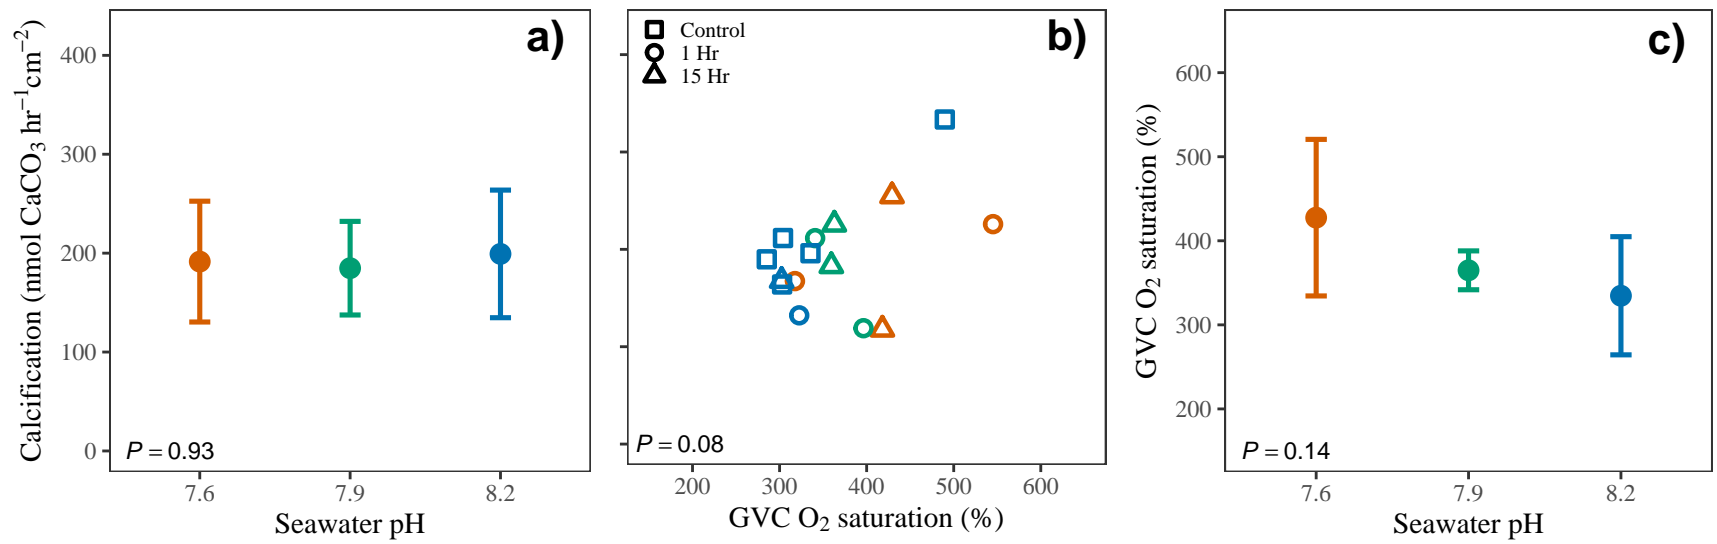 a)
Calcification (nmol CaCO₃ hr⁻¹cm⁻²)
400
300
200
100
0
P = 0.93
7.6 7.9 8.2
Seawater pH
b)
Control
1 Hr
15 Hr
P = 0.08
200 300 400 500 600
GVC O₂ saturation (%)
c)
GVC O₂ saturation (%)
600
500
400
300
200
P = 0.14
7.6 7.9 8.2
Seawater pH